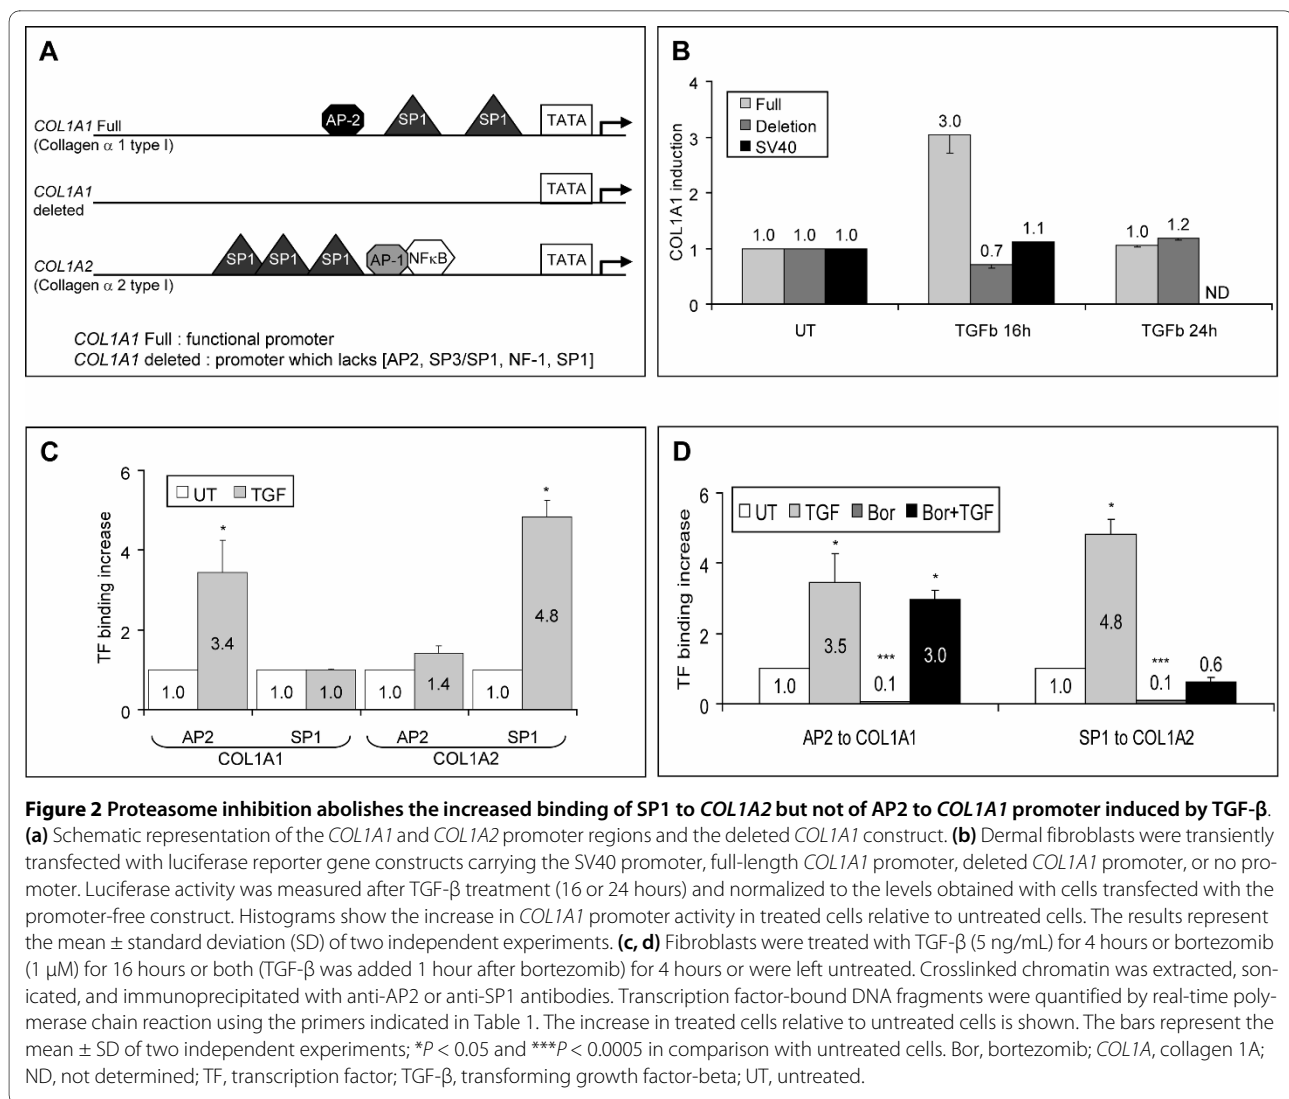 A
COL1A1 Full
(Collagen α 1 type I)
AP-2
SP1
SP1
TATA
COL1A1
deleted
TATA
COL1A2
(Collagen α 2 type I)
SP1
SP1
SP1
AP-1
NFκB
TATA
COL1A1 Full : functional promoter
COL1A1 deleted : promoter which lacks [AP2, SP3/SP1, NF-1, SP1]
B
COL1A1 induction
4
3
2
1
0
Full
Deletion
SV40
1.0 1.0 1.0
3.0
0.7
1.1
1.0
1.2
ND
UT
TGFb 16h
TGFb 24h
C
TF binding increase
6
4
2
0
UT TGF
1.0
3.4
*
1.0
1.0
1.0
1.4
1.0
4.8
*
AP2 SP1 AP2 SP1
COL1A1 COL1A2
D
TF binding increase
6
4
2
0
UT TGF Bor Bor+TGF
1.0
3.5
*
***
0.1
3.0
*
1.0
4.8
*
***
0.1
0.6
AP2 to COL1A1
SP1 to COL1A2
Figure 2 Proteasome inhibition abolishes the increased binding of SP1 to COL1A2 but not of AP2 to COL1A1 promoter induced by TGF-β.
(a) Schematic representation of the COL1A1 and COL1A2 promoter regions and the deleted COL1A1 construct. (b) Dermal fibroblasts were transiently
transfected with luciferase reporter gene constructs carrying the SV40 promoter, full-length COL1A1 promoter, deleted COL1A1 promoter, or no pro-
moter. Luciferase activity was measured after TGF-β treatment (16 or 24 hours) and normalized to the levels obtained with cells transfected with the
promoter-free construct. Histograms show the increase in COL1A1 promoter activity in treated cells relative to untreated cells. The results represent
the mean ± standard deviation (SD) of two independent experiments. (c, d) Fibroblasts were treated with TGF-β (5 ng/mL) for 4 hours or bortezomib
(1 μM) for 16 hours or both (TGF-β was added 1 hour after bortezomib) for 4 hours or were left untreated. Crosslinked chromatin was extracted, son-
icated, and immunoprecipitated with anti-AP2 or anti-SP1 antibodies. Transcription factor-bound DNA fragments were quantified by real-time poly-
merase chain reaction using the primers indicated in Table 1. The increase in treated cells relative to untreated cells is shown. The bars represent the
mean ± SD of two independent experiments; *P < 0.05 and ***P < 0.0005 in comparison with untreated cells. Bor, bortezomib; COL1A, collagen 1A;
ND, not determined; TF, transcription factor; TGF-β, transforming growth factor-beta; UT, untreated.